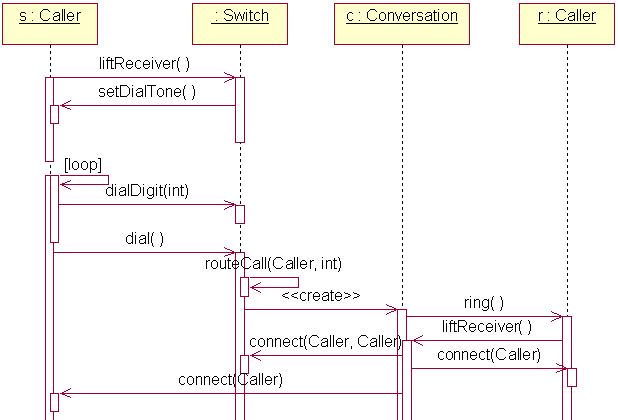 s : Caller
: Switch
c : Conversation
r : Caller
liftReceiver( )
setDialTone( )
[loop]
dialDigit(int)
dial( )
routeCall(Caller, int)
<<create>>
ring( )
liftReceiver( )
connect(Caller, Caller)
connect(Caller)
connect(Caller)